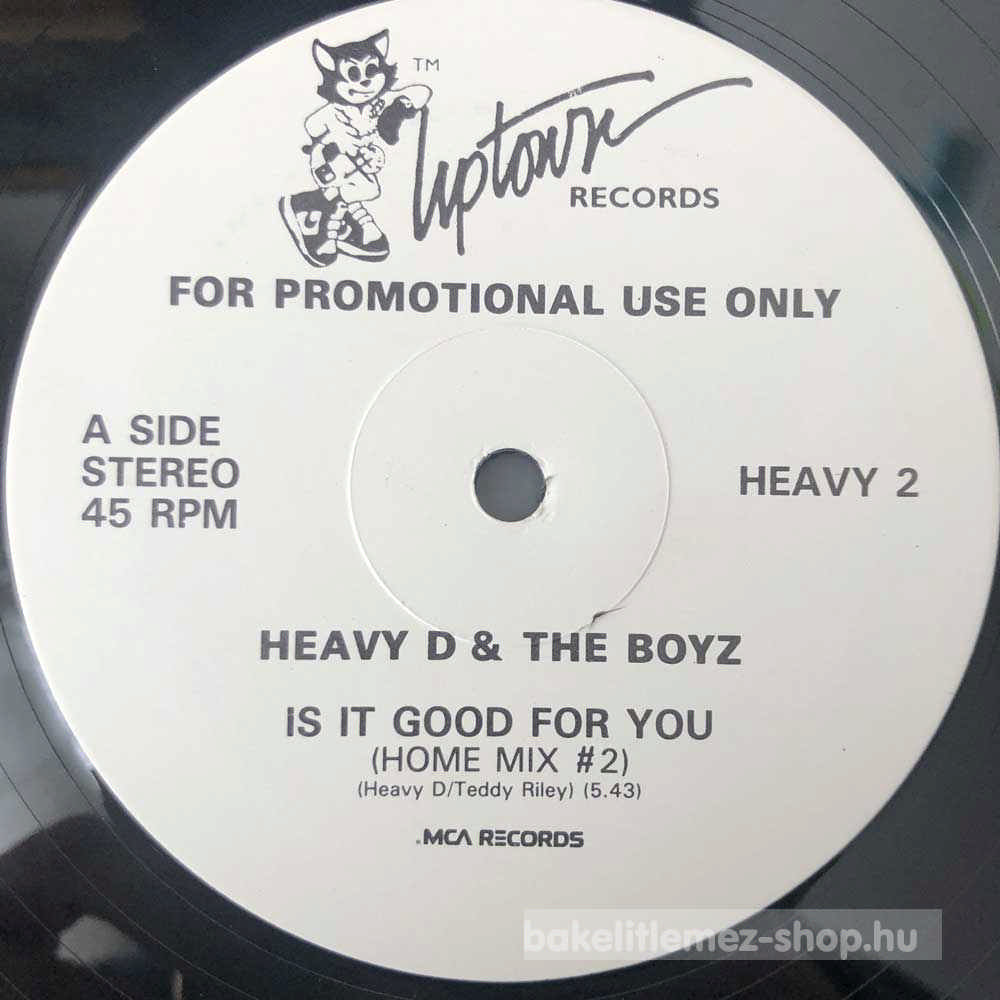 TM
Uptown
RECORDS
FOR PROMOTIONAL USE ONLY
A SIDE
STEREO
45 RPM
HEAVY 2
HEAVY D & THE BOYZ
IS IT GOOD FOR YOU
(HOME MIX #2)
(Heavy D/Teddy Riley) (5.43)
.MCA RECORDS
bakelitlemez-shop.hu